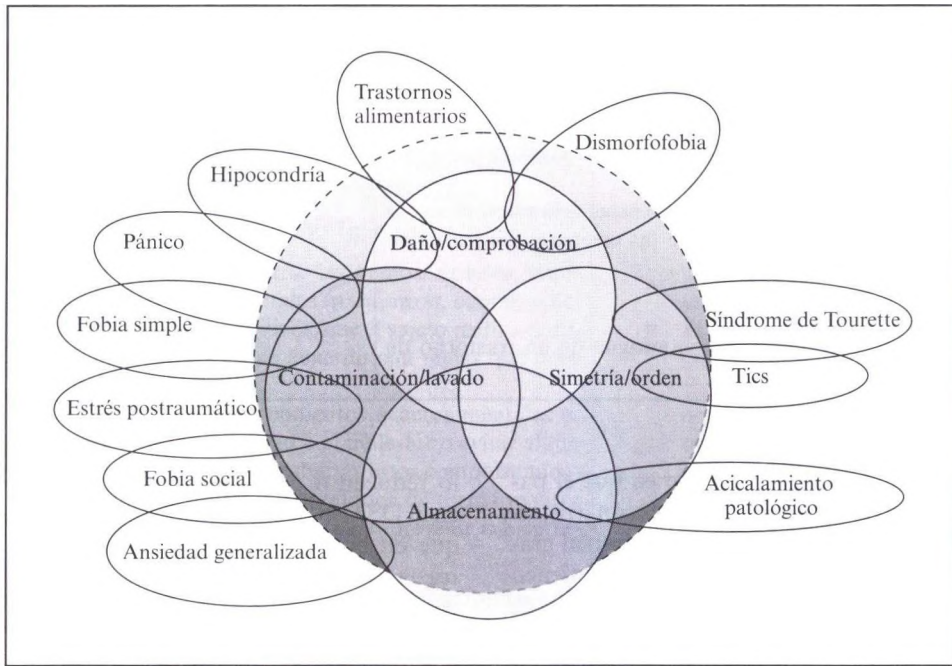 Trastornos
alimentarios
Dismorfofobia
Hipocondría
Daño/comprobación
Pánico
Fobia simple
Síndrome de Tourette
Contaminación/lavado
Simetría/orden
Tics
Estrés postraumático
Fobia social
Acicalamiento
patológico
Almacenamiento
Ansiedad generalizada